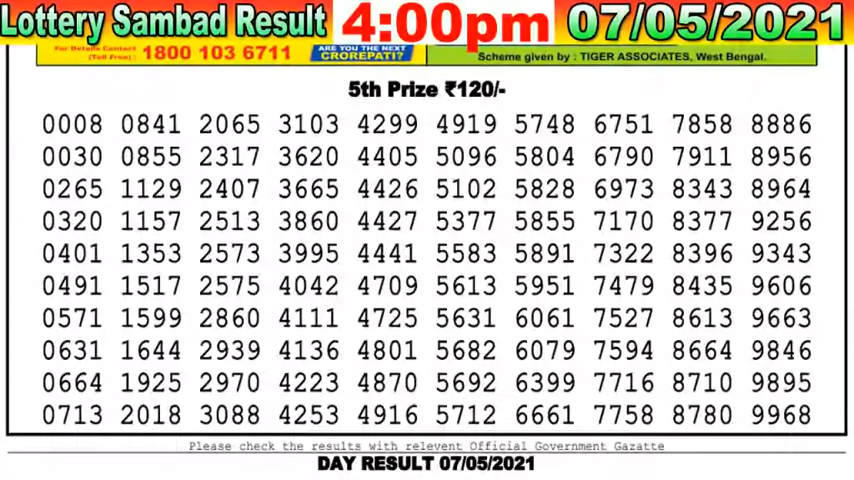 Lottery Sambad Result 4:00pm 07/05/2021
For Details Contact (Toll Free) : 1800 103 6711 ARE YOU THE NEXT CROREPATI? Scheme given by : TIGER ASSOCIATES, West Bengal.
5th Prize ₹120/-
0008 0841 2065 3103 4299 4919 5748 6751 7858 8886
0030 0855 2317 3620 4405 5096 5804 6790 7911 8956
0265 1129 2407 3665 4426 5102 5828 6973 8343 8964
0320 1157 2513 3860 4427 5377 5855 7170 8377 9256
0401 1353 2573 3995 4441 5583 5891 7322 8396 9343
0491 1517 2575 4042 4709 5613 5951 7479 8435 9606
0571 1599 2860 4111 4725 5631 6061 7527 8613 9663
0631 1644 2939 4136 4801 5682 6079 7594 8664 9846
0664 1925 2970 4223 4870 5692 6399 7716 8710 9895
0713 2018 3088 4253 4916 5712 6661 7758 8780 9968
Please check the results with relevent Official Government Gazatte
DAY RESULT 07/05/2021